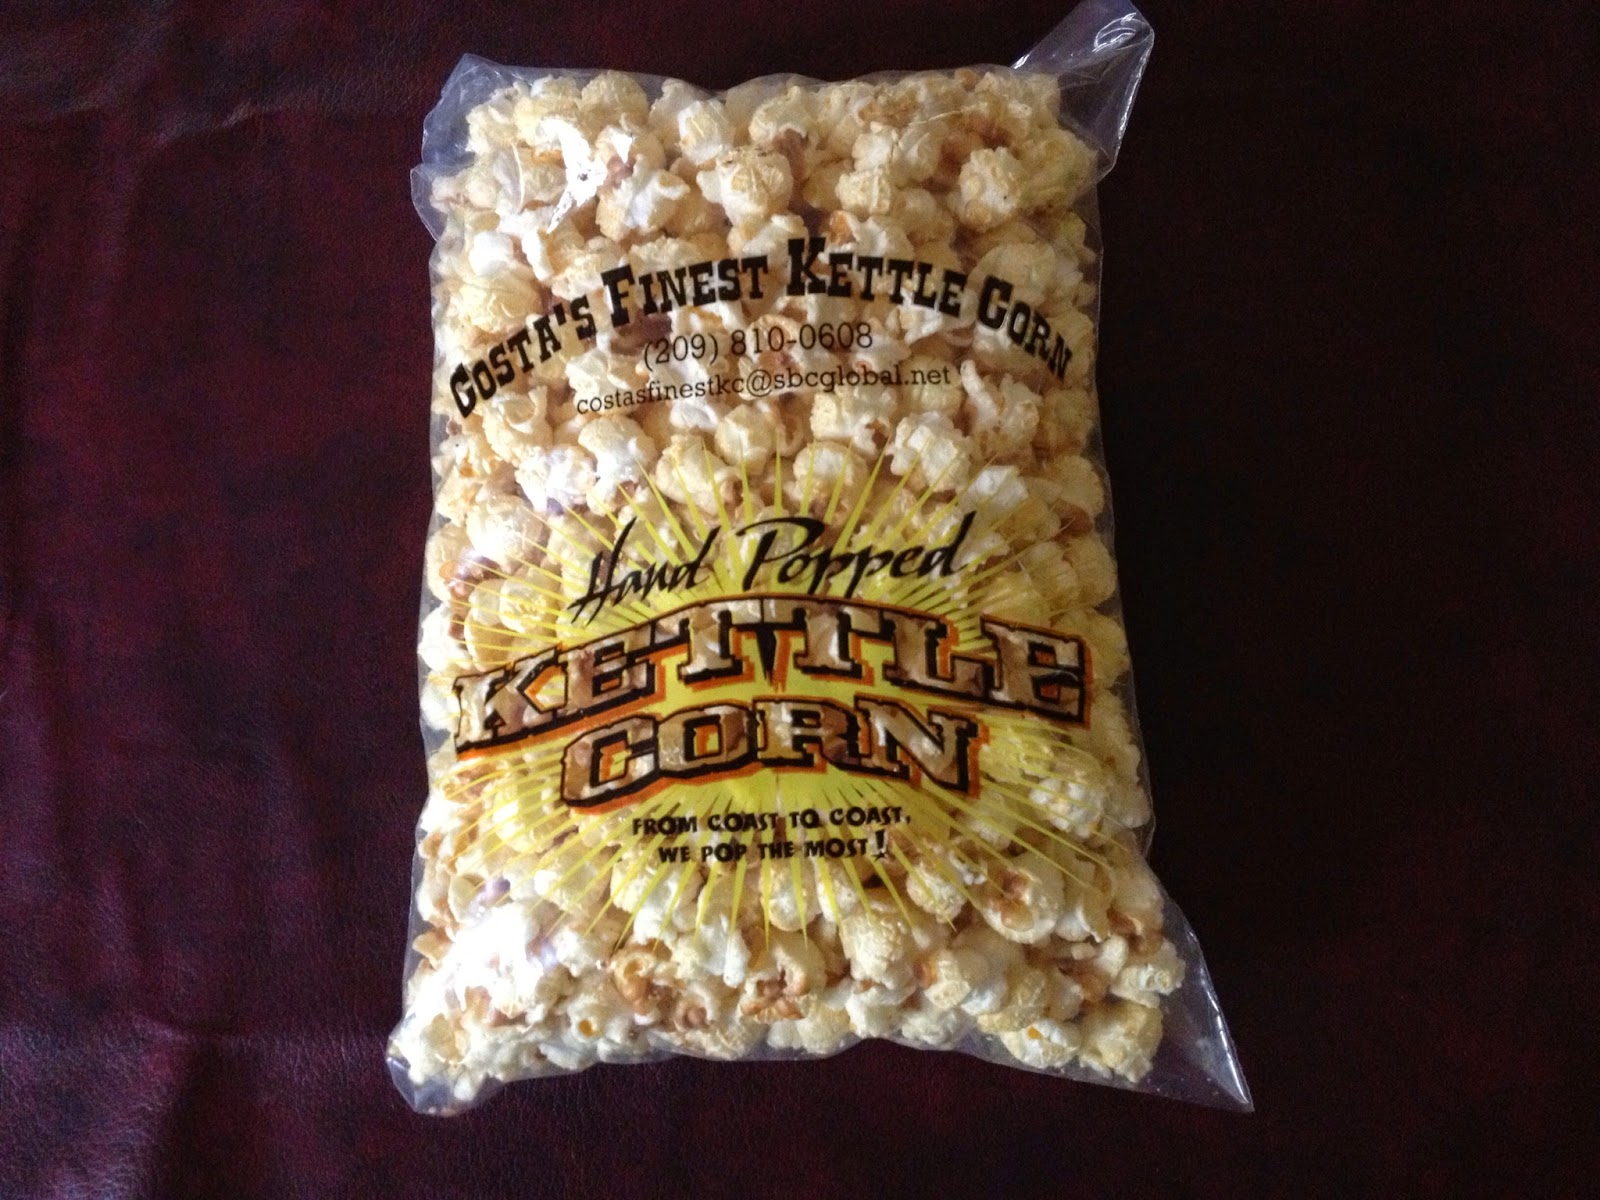 COSTA'S FINEST KETTLE CORN
(209) 810-0608
costasfinestkc@sbcglobal.net
Hand Popped
KETTLE
CORN
FROM COAST TO COAST,
WE POP THE MOST!